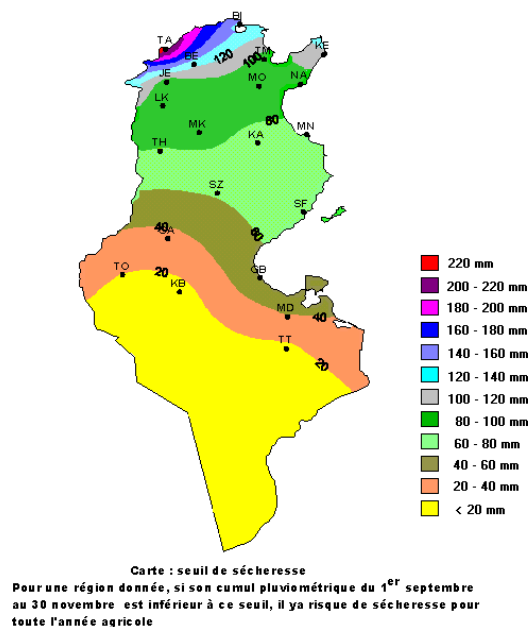 BI
TA
KE
BE
120
100
TM
JE
NA
MO
LK
80
MK
MN
KA
TH
SZ
SF
40
60
GA
TO
20
KB
GB
MD
40
TT
20
220 mm
200 - 220 mm
180 - 200 mm
160 - 180 mm
140 - 160 mm
120 - 140 mm
100 - 120 mm
80 - 100 mm
60 - 80 mm
40 - 60 mm
20 - 40 mm
< 20 mm
Carte : seuil de sécheresse
Pour une région donnée, si son cumul pluviométrique du 1er septembre
au 30 novembre est inférieur à ce seuil, il ya risque de sécheresse pour
toute l'année agricole